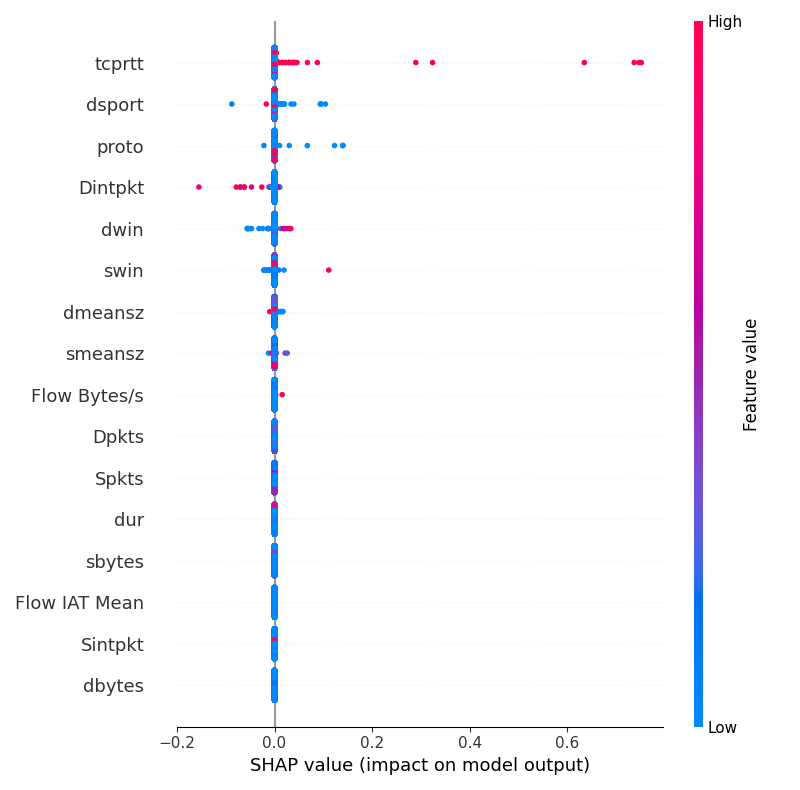 High
tcprtt
dsport
proto
Dintpkt
dwin
swin
dmeansz
smeansz
Flow Bytes/s
Dpkts
Spkts
dur
sbytes
Flow IAT Mean
Sintpkt
dbytes
Feature value
Low
−0.2 0.0 0.2 0.4 0.6
SHAP value (impact on model output)